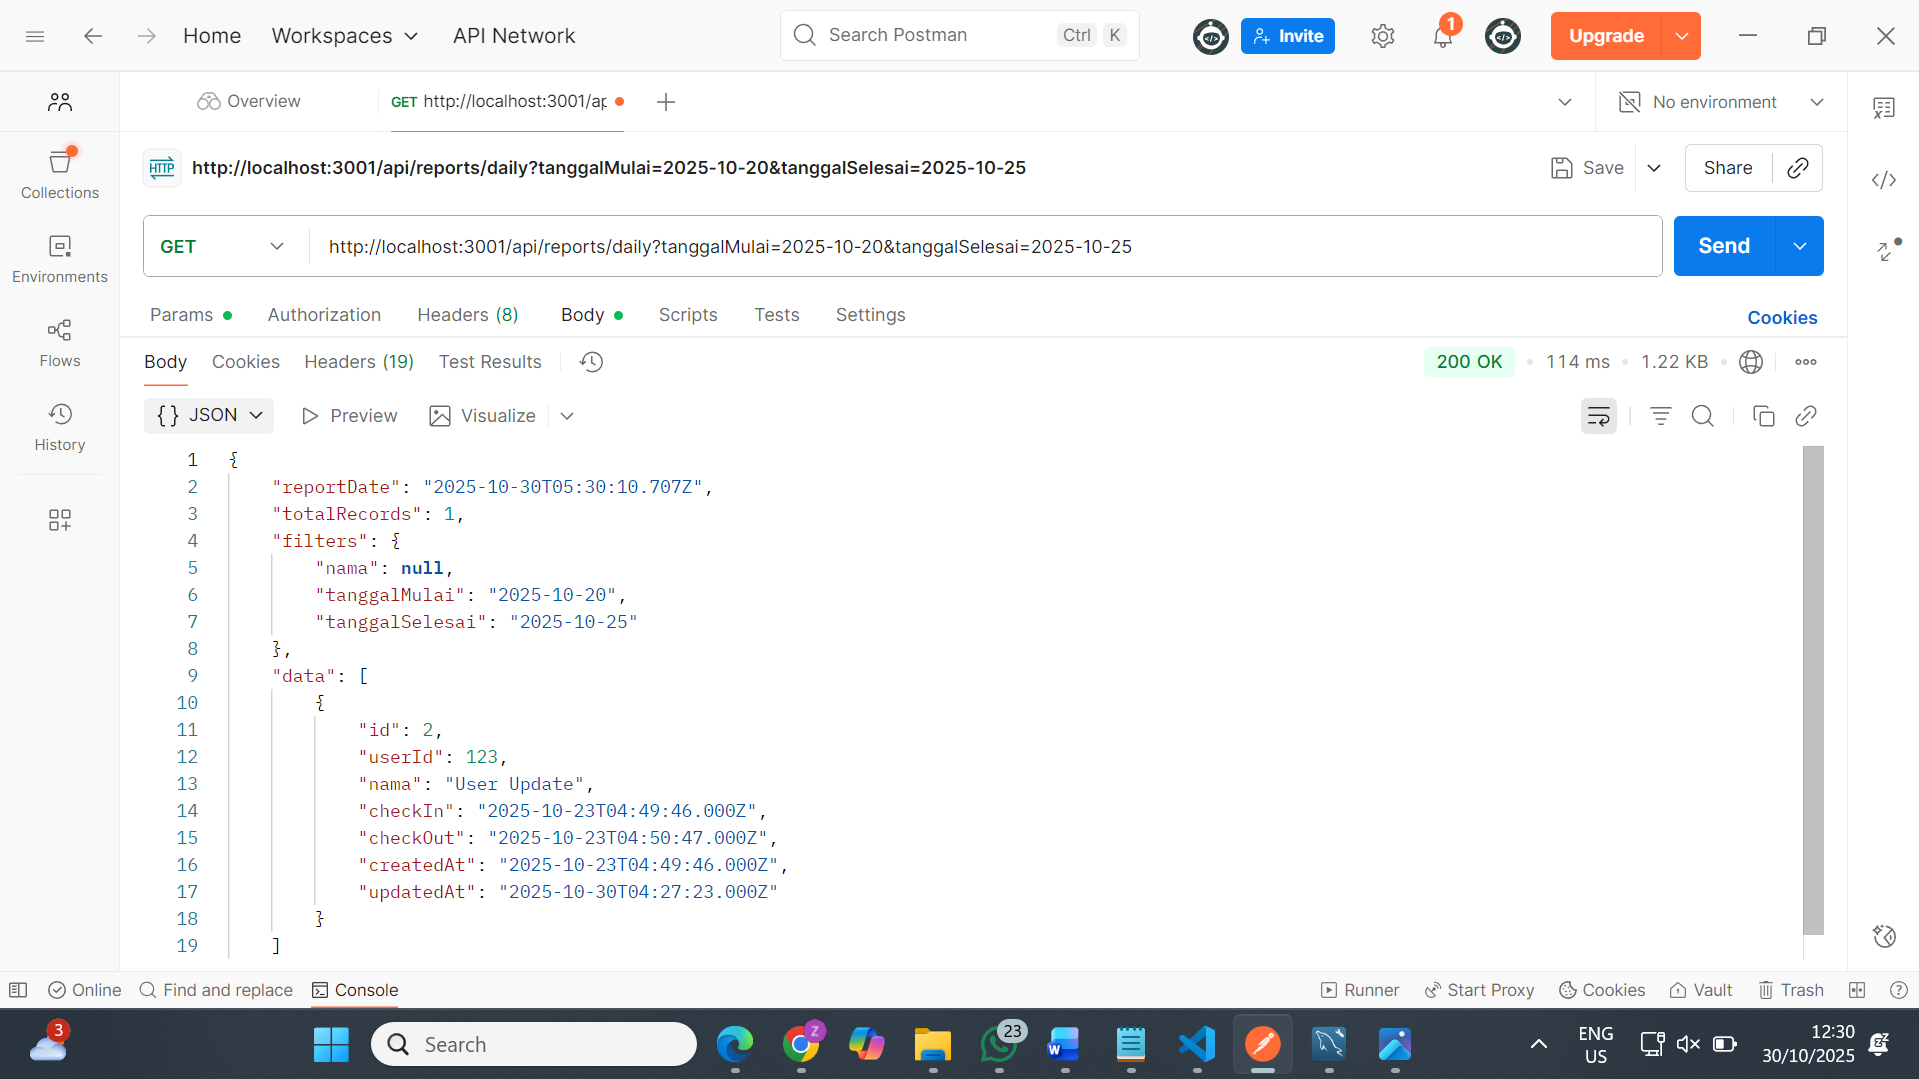 Home Workspaces API Network Search Postman Ctrl K Invite 1 Upgrade
Overview GET http://localhost:3001/ap No environment
HTTP http://localhost:3001/api/reports/daily?tanggalMulai=2025-10-20&tanggalSelesai=2025-10-25 Save Share
Collections
GET http://localhost:3001/api/reports/daily?tanggalMulai=2025-10-20&tanggalSelesai=2025-10-25 Send
Environments
Params Authorization Headers (8) Body Scripts Tests Settings Cookies
Flows
Body Cookies Headers (19) Test Results 200 OK 114 ms 1.22 KB
{} JSON Preview Visualize
History
1 {
2 "reportDate": "2025-10-30T05:30:10.707Z",
3 "totalRecords": 1,
4 "filters": {
5 "nama": null,
6 "tanggalMulai": "2025-10-20",
7 "tanggalSelesai": "2025-10-25"
8 },
9 "data": [
10 {
11 "id": 2,
12 "userId": 123,
13 "nama": "User Update",
14 "checkIn": "2025-10-23T04:49:46.000Z",
15 "checkOut": "2025-10-23T04:50:47.000Z",
16 "createdAt": "2025-10-23T04:49:46.000Z",
17 "updatedAt": "2025-10-30T04:27:23.000Z"
18 }
19 ]
Online Find and replace Console Runner Start Proxy Cookies Vault Trash
3 Search Z 23 ENG US 12:30
30/10/2025